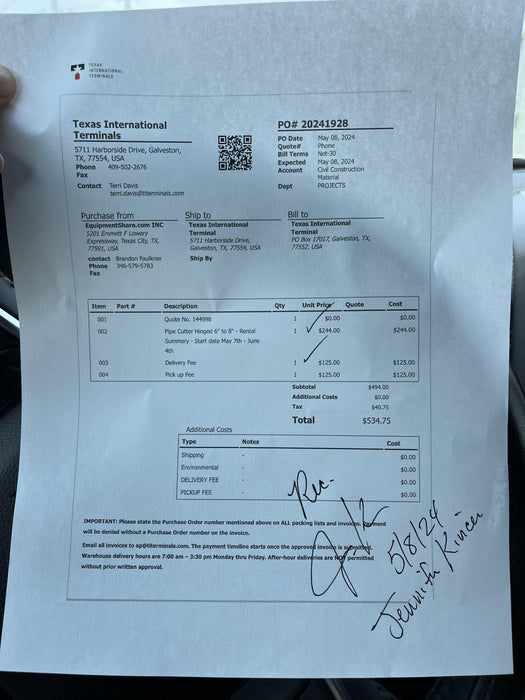 TEXAS
INTERNATIONAL
TERMINALS
Texas International
Terminals
5711 Harborside Drive, Galveston,
TX, 77554, USA
Phone 409-502-2676
Fax
Contact Terri Davis
terri.davis@titerminals.com
PO# 20241928
PO Date May 08, 2024
Quote# Phone
Bill Terms Net-30
Expected May 08, 2024
Account Civil Construction
Material
Dept PROJECTS
Purchase from
EquipmentShare.com INC
5201 Emmett F Lowery
Expressway, Texas City, TX,
77591, USA
contact Brandon Faulkner
Phone 346-579-5783
Fax
Ship to
Texas International
Terminal
5711 Harborside Drive,
Galveston, TX, 77554, USA
Ship By
Bill to
Texas International
Terminal
PO Box 17017, Galveston, TX,
77552, USA
Item Part # Description Qty Unit Price Quote Cost
001 Quote No. 144998 1 $0.00 $0.00
002 Pipe Cutter Hinged 6" to 8" - Rental 1 $244.00 $244.00
Summary - Start date May 7th - June
4th
003 Delivery Fee 1 $125.00 $125.00
004 Pick up Fee 1 $125.00 $125.00
Subtotal $494.00
Additional Costs $0.00
Tax $40.75
Total $534.75
Additional Costs
Type Notes Cost
Shipping - $0.00
Environmental - $0.00
DELIVERY FEE - $0.00
PICKUP FEE - $0.00
IMPORTANT: Please state the Purchase Order number mentioned above on ALL packing lists and invoices. Payment
will be denied without a Purchase Order number on the invoice.
Email all invoices to ap@titerminals.com. The payment timeline starts once the approved invoice is submitted.
Warehouse delivery hours are 7:00 am – 3:30 pm Monday thru Friday. After-hour deliveries are NOT permitted
without prior written approval.
Rec.
5/8/24